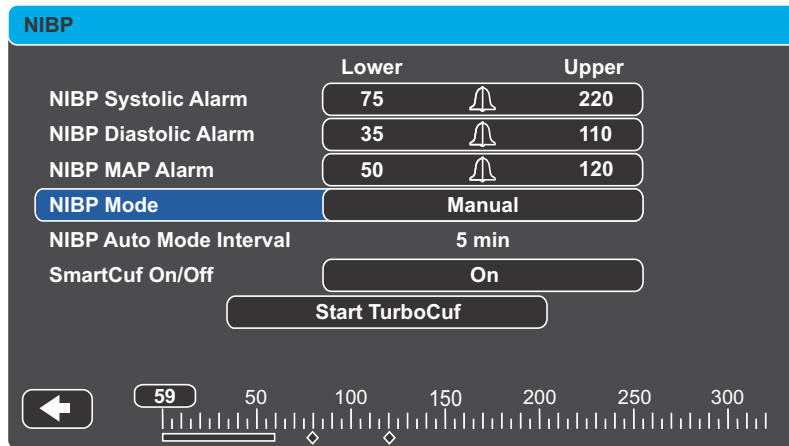 NIBP
Lower Upper
NIBP Systolic Alarm 75 220
NIBP Diastolic Alarm 35 110
NIBP MAP Alarm 50 120
NIBP Mode Manual
NIBP Auto Mode Interval 5 min
SmartCuf On/Off On
Start TurboCuf
59 50 100 150 200 250 300